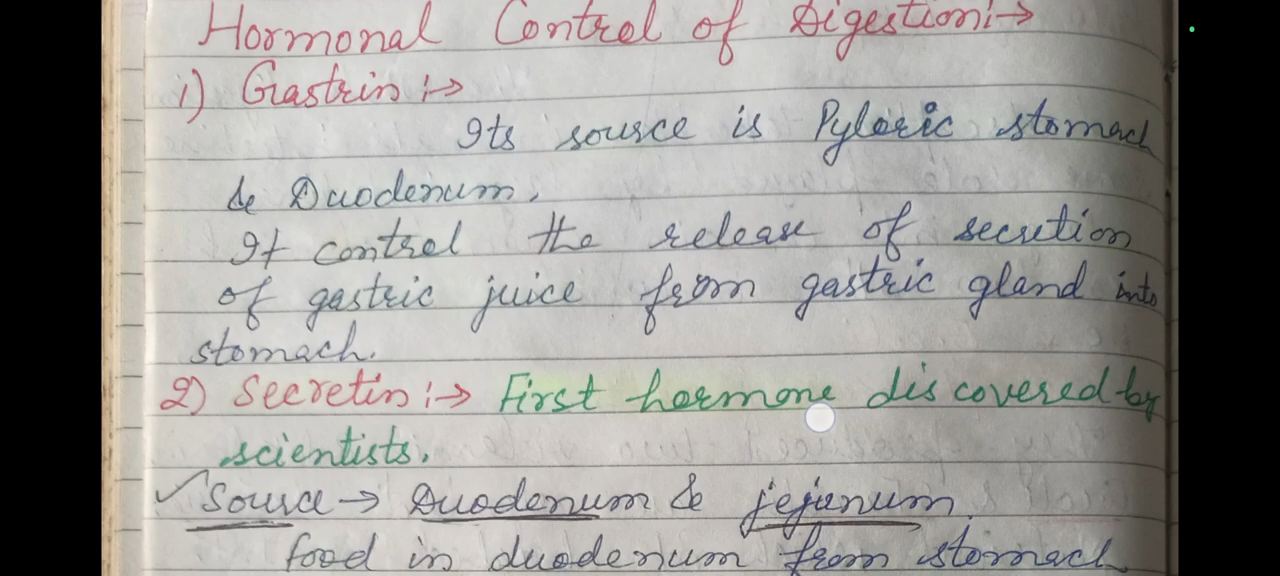 Hormonal Control of Digestion:→
1) Gastrin :→
Its source is Pyloric stomach
& Duodenum.
It control the release of secretion
of gastric juice from gastric gland into
stomach.
2) Secretin :→ First hormone discovered by
scientists.
✓ Source → Duodenum & jejunum.
food in duodenum from stomach